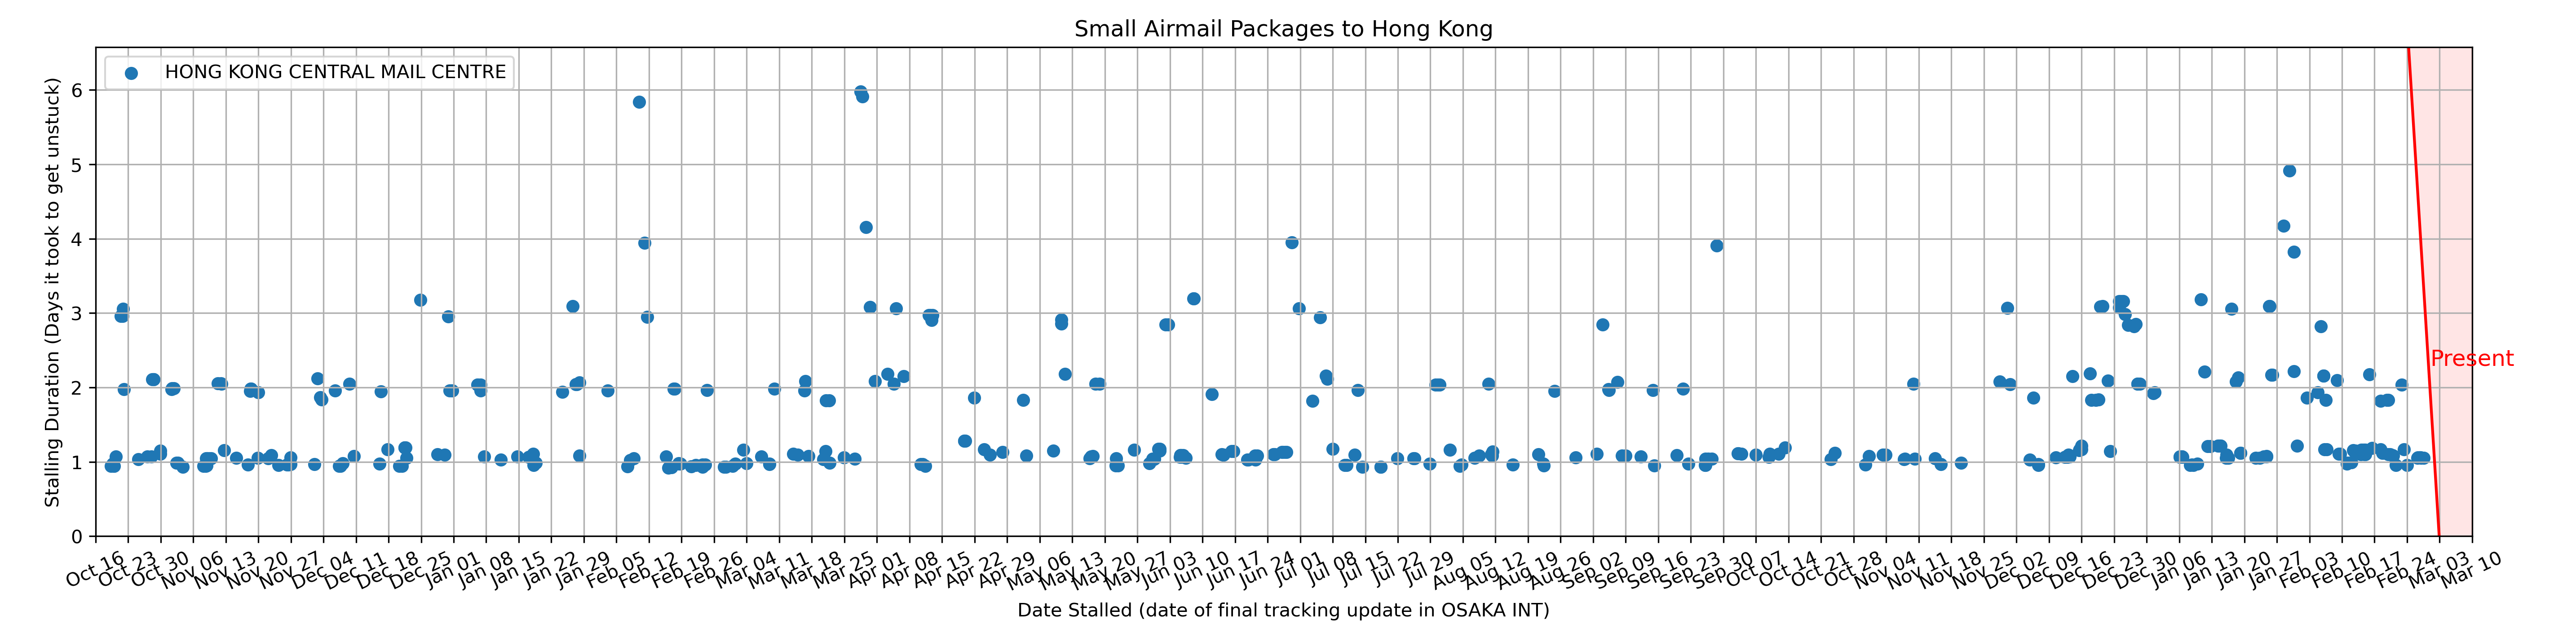 Small Airmail Packages to Hong Kong
HONG KONG CENTRAL MAIL CENTRE
Stalling Duration (Days it took to get unstuck)
6
5
4
3
2
1
0
Present
Oct 16 Oct 23 Oct 30 Nov 06 Nov 13 Nov 20 Nov 27 Dec 04 Dec 11 Dec 18 Dec 25 Jan 01 Jan 08 Jan 15 Jan 22 Jan 29 Feb 05 Feb 12 Feb 19 Feb 26 Mar 04 Mar 11 Mar 18 Mar 25 Apr 01 Apr 08 Apr 15 Apr 22 Apr 29 May 06 May 13 May 20 May 27 Jun 03 Jun 10 Jun 17 Jun 24 Jul 01 Jul 08 Jul 15 Jul 22 Jul 29 Aug 05 Aug 12 Aug 19 Aug 26 Sep 02 Sep 09 Sep 16 Sep 23 Sep 30 Oct 07 Oct 14 Oct 21 Oct 28 Nov 04 Nov 11 Nov 18 Nov 25 Dec 02 Dec 09 Dec 16 Dec 23 Dec 30 Jan 06 Jan 13 Jan 20 Jan 27 Feb 03 Feb 10 Feb 17 Feb 24 Mar 03 Mar 10
Date Stalled (date of final tracking update in OSAKA INT)